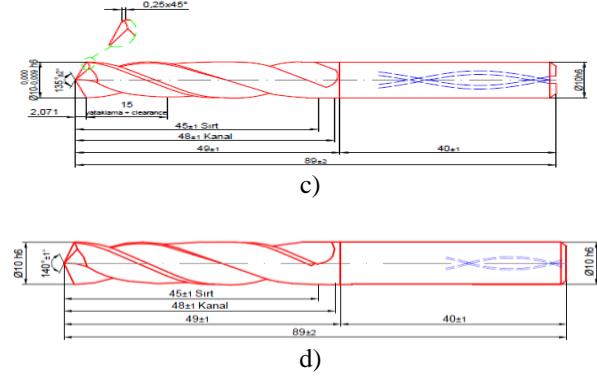 0,25x45°
0.000
Ø10-0.009 h6
135°±2°
Ø10h6
2,071
15
yataklama + clearance
45±1 Sırt
48±1 Kanal
49±1
40±1
89±2
c)
Ø10 h6
140°±1°
Ø10 h6
45±1 Sırt
48±1 Kanal
49±1
40±1
89±2
d)